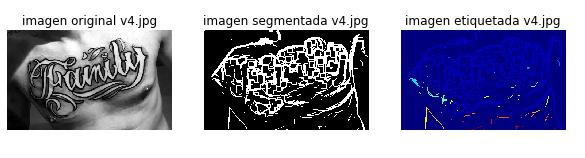 imagen original v4.jpg
imagen segmentada v4.jpg
imagen etiquetada v4.jpg
Family